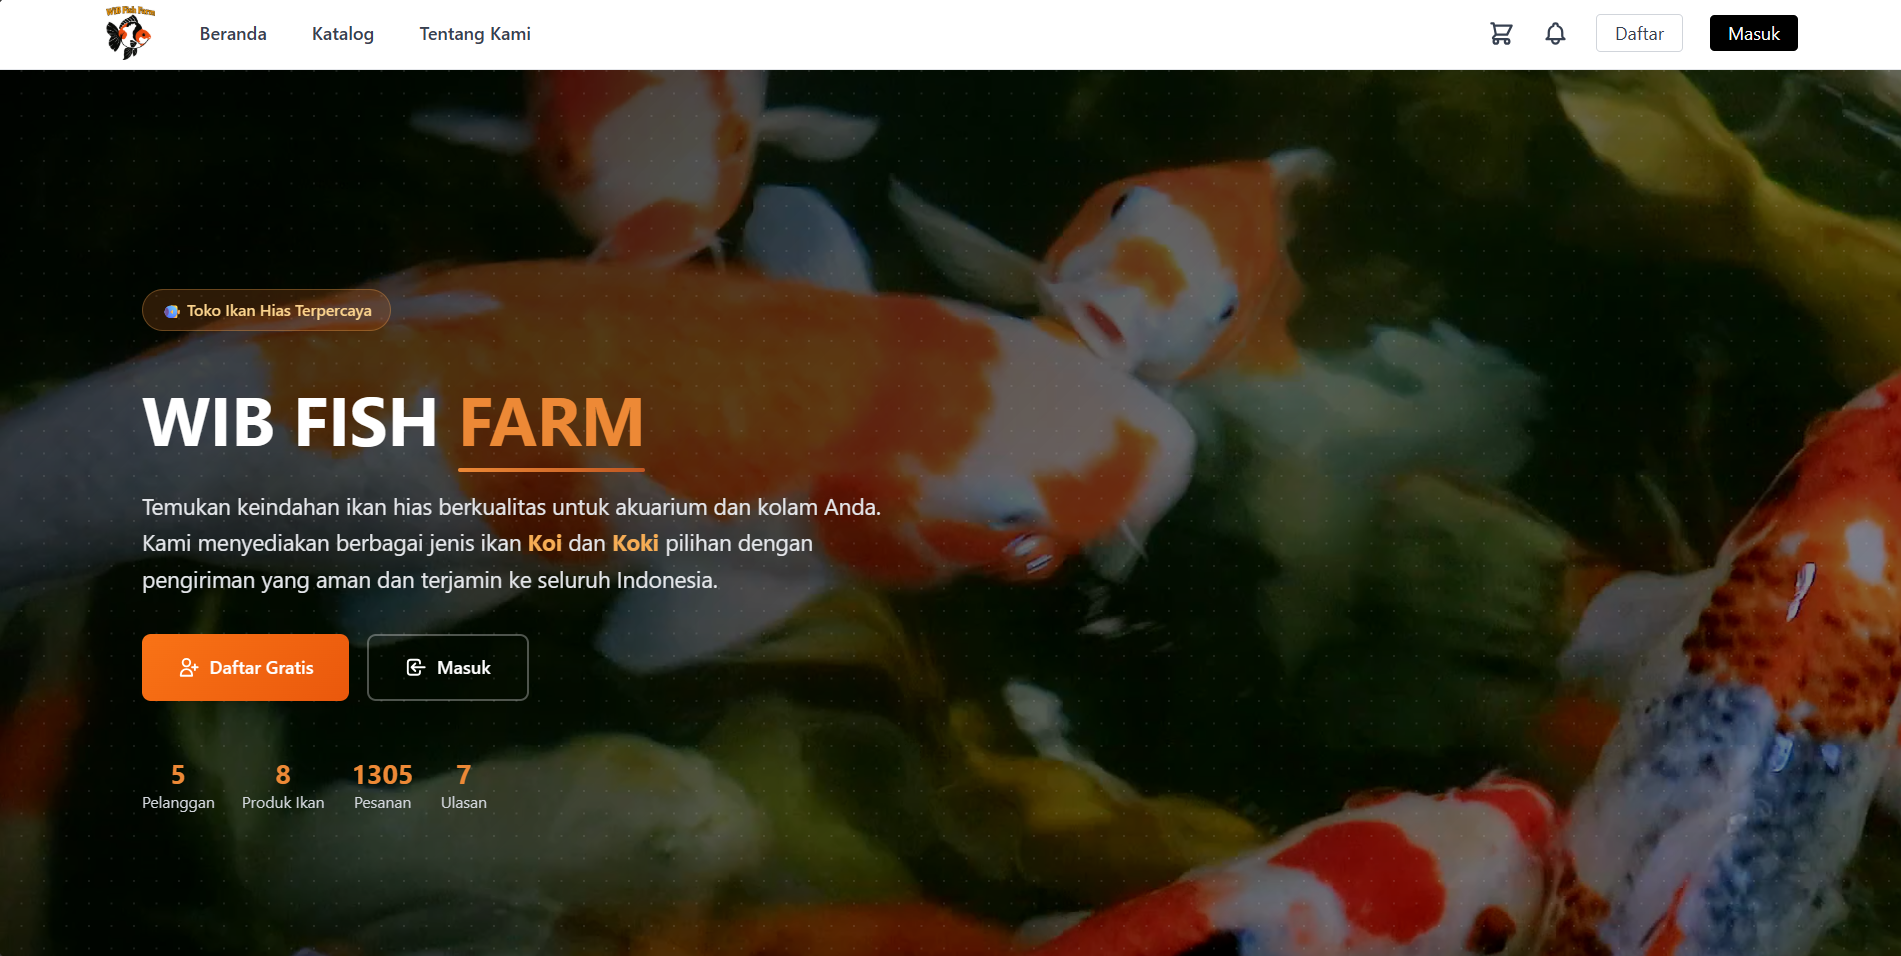 WIB Fish Farm
Beranda
Katalog
Tentang Kami
Daftar
Masuk
Toko Ikan Hias Terpercaya
WIB FISH FARM
Temukan keindahan ikan hias berkualitas untuk akuarium dan kolam Anda.
Kami menyediakan berbagai jenis ikan Koi dan Koki pilihan dengan
pengiriman yang aman dan terjamin ke seluruh Indonesia.
Daftar Gratis
Masuk
5
Pelanggan
8
Produk Ikan
1305
Pesanan
7
Ulasan